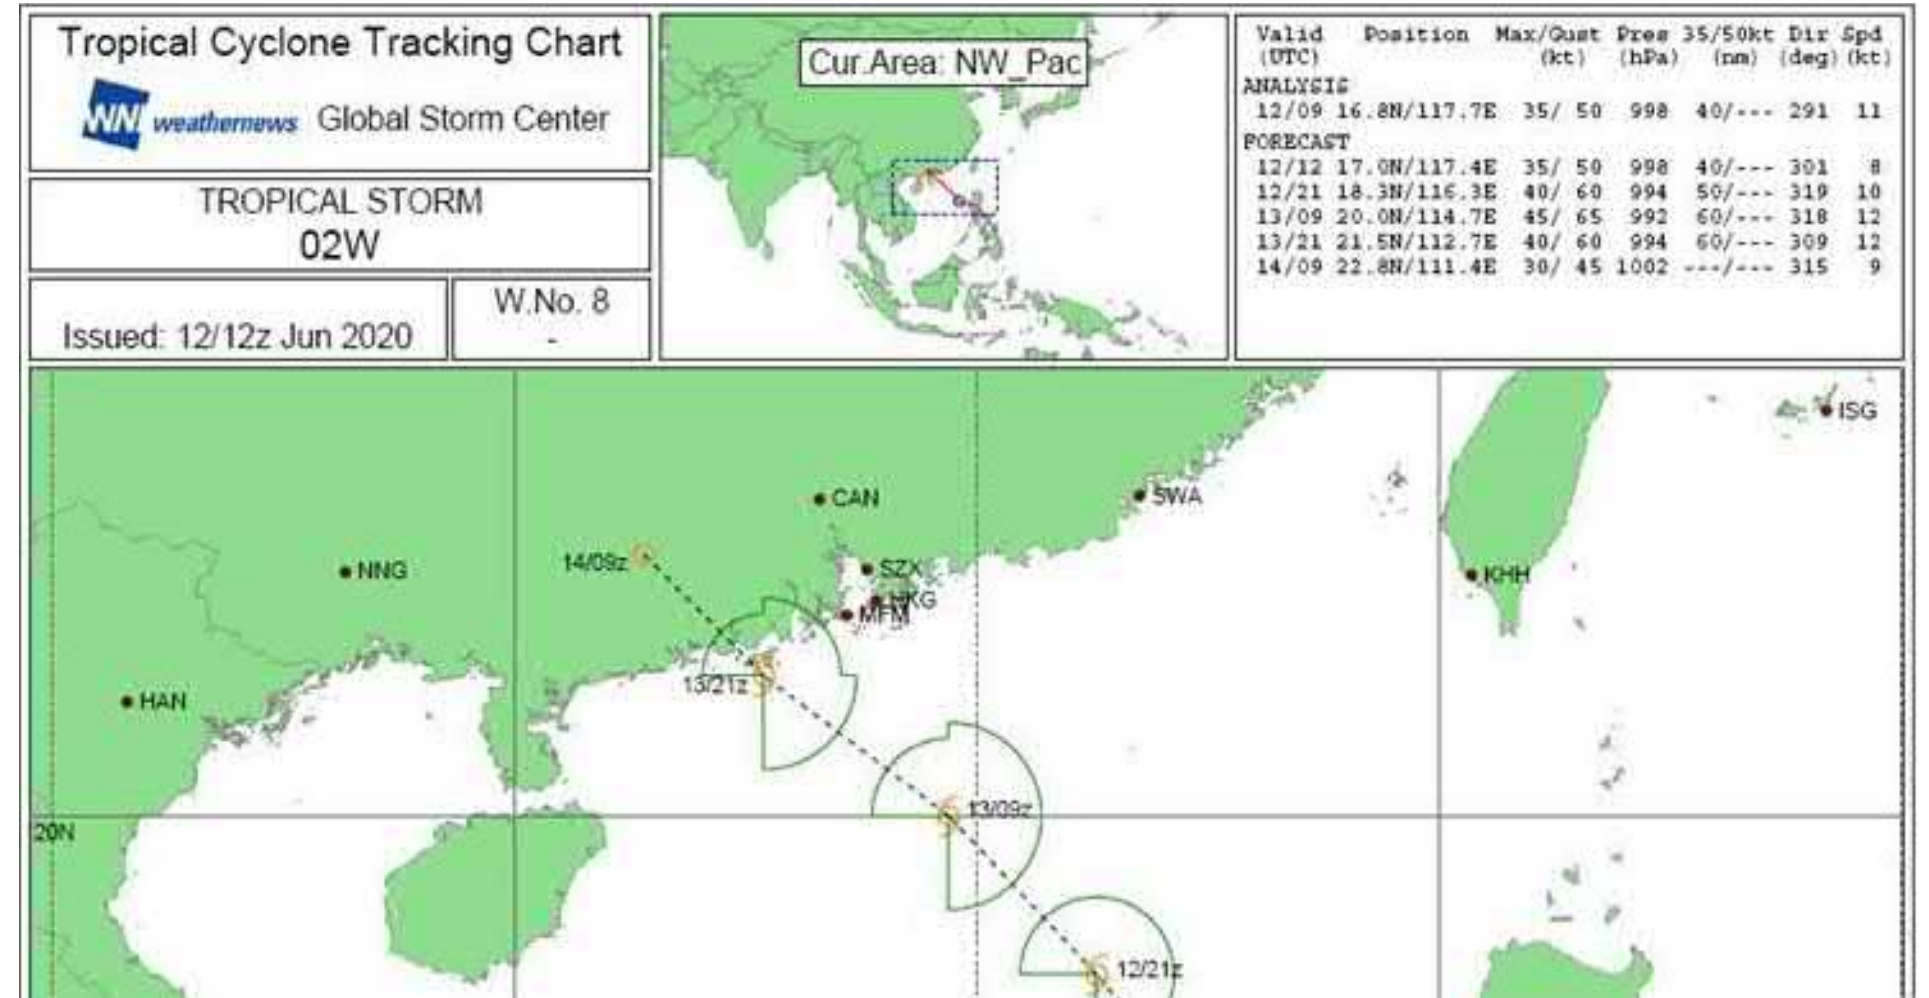 Tropical Cyclone Tracking Chart
WN weathernews Global Storm Center
TROPICAL STORM
02W
Issued: 12/12z Jun 2020
W.No. 8
-
Cur.Area: NW_Pac
Valid Position Max/Gust Pres 35/50kt Dir Spd
(UTC) (kt) (hPa) (nm) (deg) (kt)
ANALYSIS
12/09 16.8N/117.7E 35/ 50 998 40/--- 291 11
FORECAST
12/12 17.0N/117.4E 35/ 50 998 40/--- 301 8
12/21 18.3N/116.3E 40/ 60 994 50/--- 319 10
13/09 20.0N/114.7E 45/ 65 992 60/--- 318 12
13/21 21.5N/112.7E 40/ 60 994 60/--- 309 12
14/09 22.8N/111.4E 30/ 45 1002 ---/--- 315 9
ISG
CAN
SWA
14/09z
NNG
SZX
KHH
HKG
MFM
13/21z
HAN
13/09z
20N
12/21z